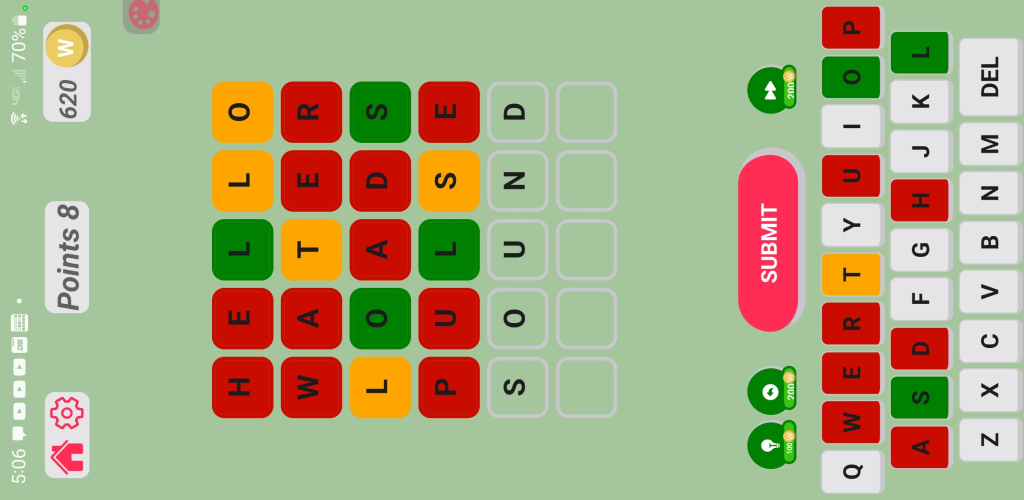 5:06 70%
Points 8 620 W
H E L L O
W A T E R
L O A D S
P U L S E
S O U N D
100 W 200 W SUBMIT 200 W
Q W E R T Y U I O P
A S D F G H J K L
Z X C V B N M DEL